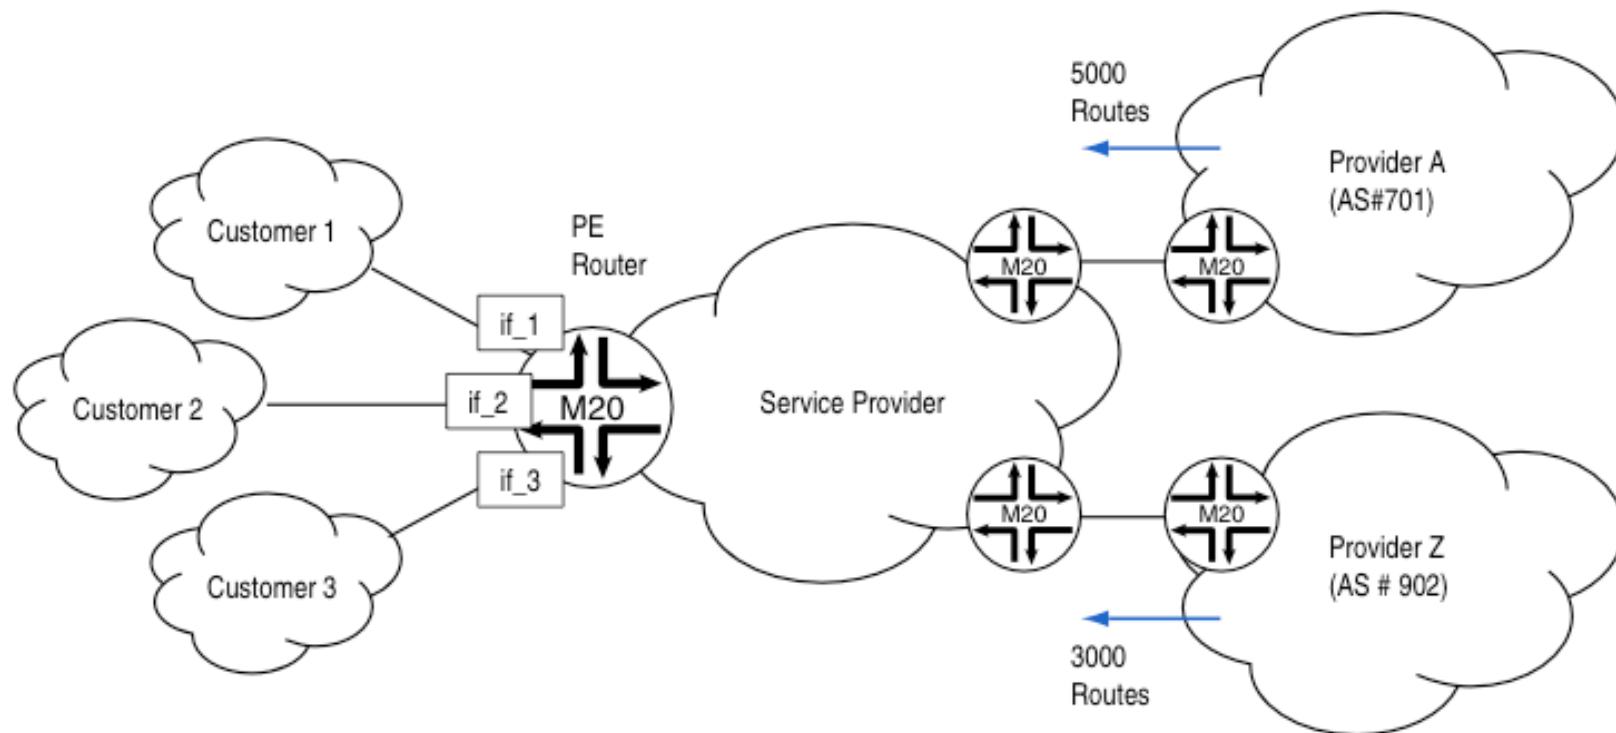 5000
Routes
Provider A
(AS#701)
Customer 1
PE
Router
M20
M20
if_1
Customer 2
if_2
M20
Service Provider
if_3
M20
M20
Customer 3
Provider Z
(AS # 902)
3000
Routes